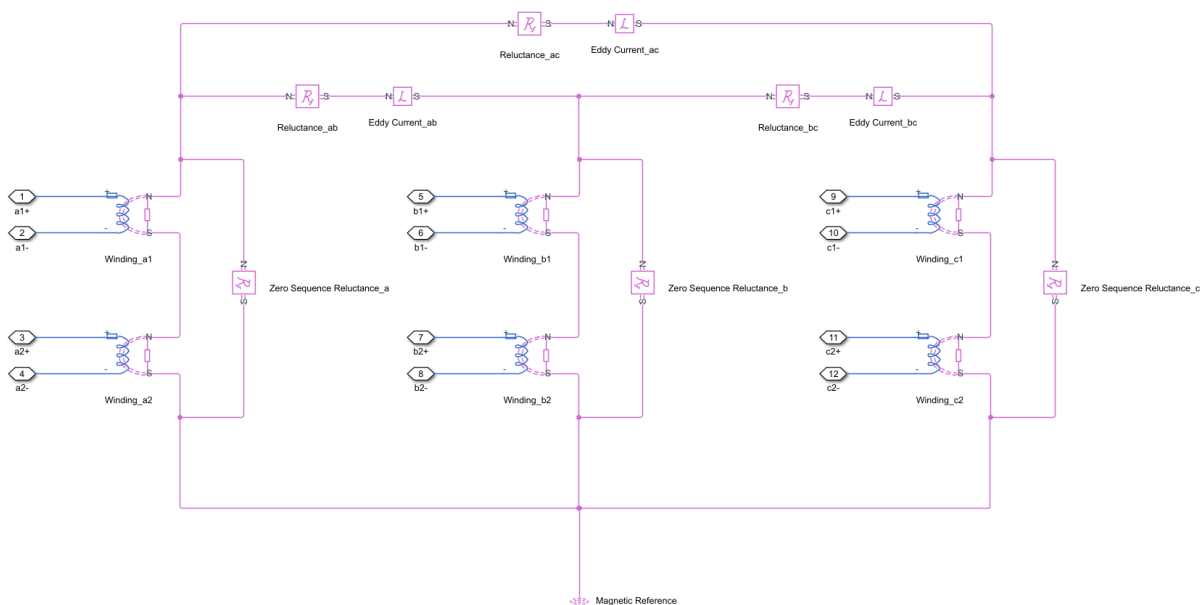 N R S N L S
Reluctance_ac Eddy Current_ac
N R S N L S N R S N L S
Reluctance_ab Eddy Current_ab Reluctance_bc Eddy Current_bc
1 + N 5 + N 9 + N
a1+ b1+ c1+
2 - S 6 - S 10 - S
a1- b1- c1-
Winding_a1 Winding_b1 Winding_c1
N N N
R Zero Sequence Reluctance_a R Zero Sequence Reluctance_b R Zero Sequence Reluctance_c
S S S
3 + N 7 + N 11 + N
a2+ b2+ c2+
4 - S 8 - S 12 - S
a2- b2- c2-
Winding_a2 Winding_b2 Winding_c2
Magnetic Reference